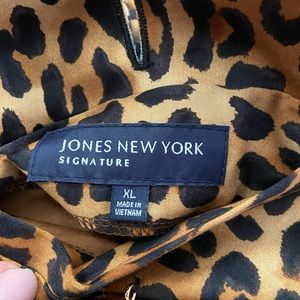 JONES NEW YORK
SIGNATURE
XL
MADE IN
VIETNAM